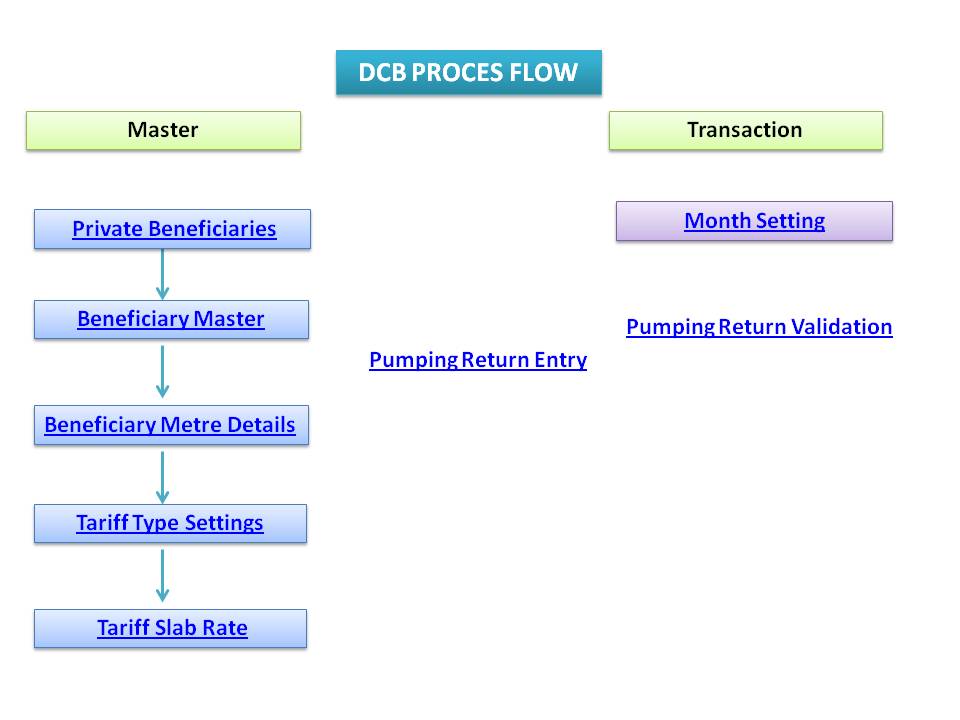 DCB PROCES FLOW
Master
Transaction
Private Beneficiaries
Month Setting
Beneficiary Master
Pumping Return Validation
Pumping Return Entry
Beneficiary Metre Details
Tariff Type Settings
Tariff Slab Rate